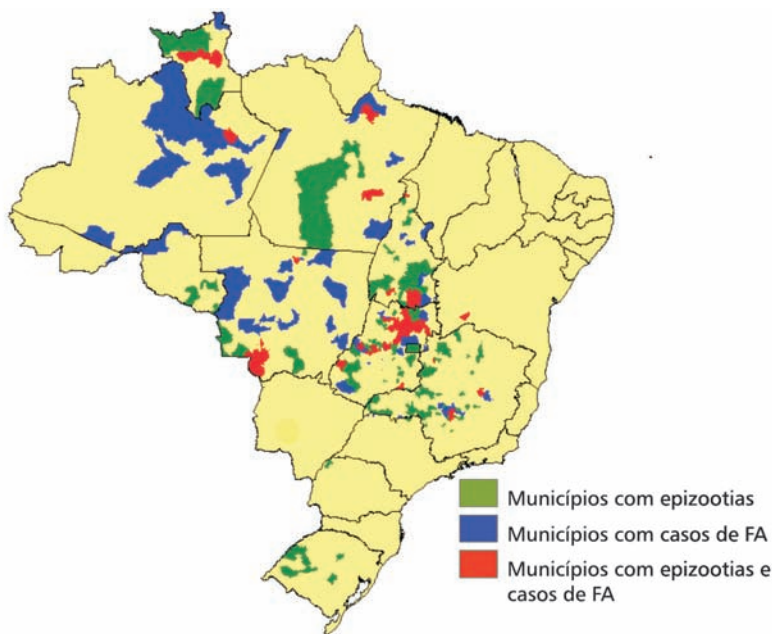 Municípios com epizootias
Municípios com casos de FA
Municípios com epizootias e
casos de FA